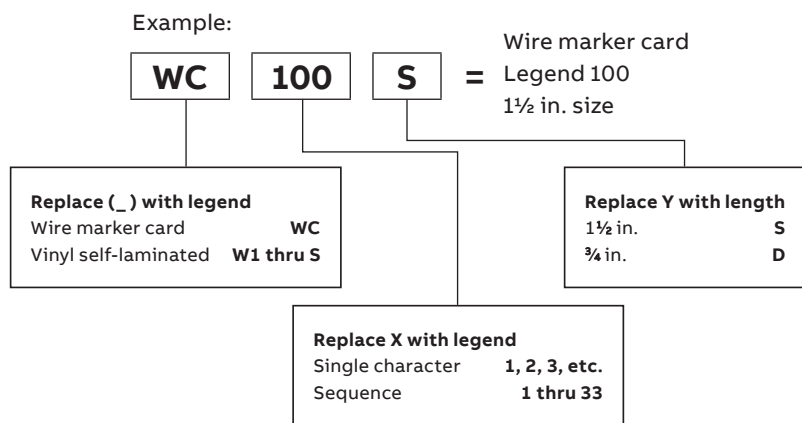 Example:
WC 100 S = Wire marker card
Legend 100
1½ in. size
Replace (_) with legend
Wire marker card WC
Vinyl self-laminated W1 thru S
Replace Y with length
1½ in. S
¾ in. D
Replace X with legend
Single character 1, 2, 3, etc.
Sequence 1 thru 33